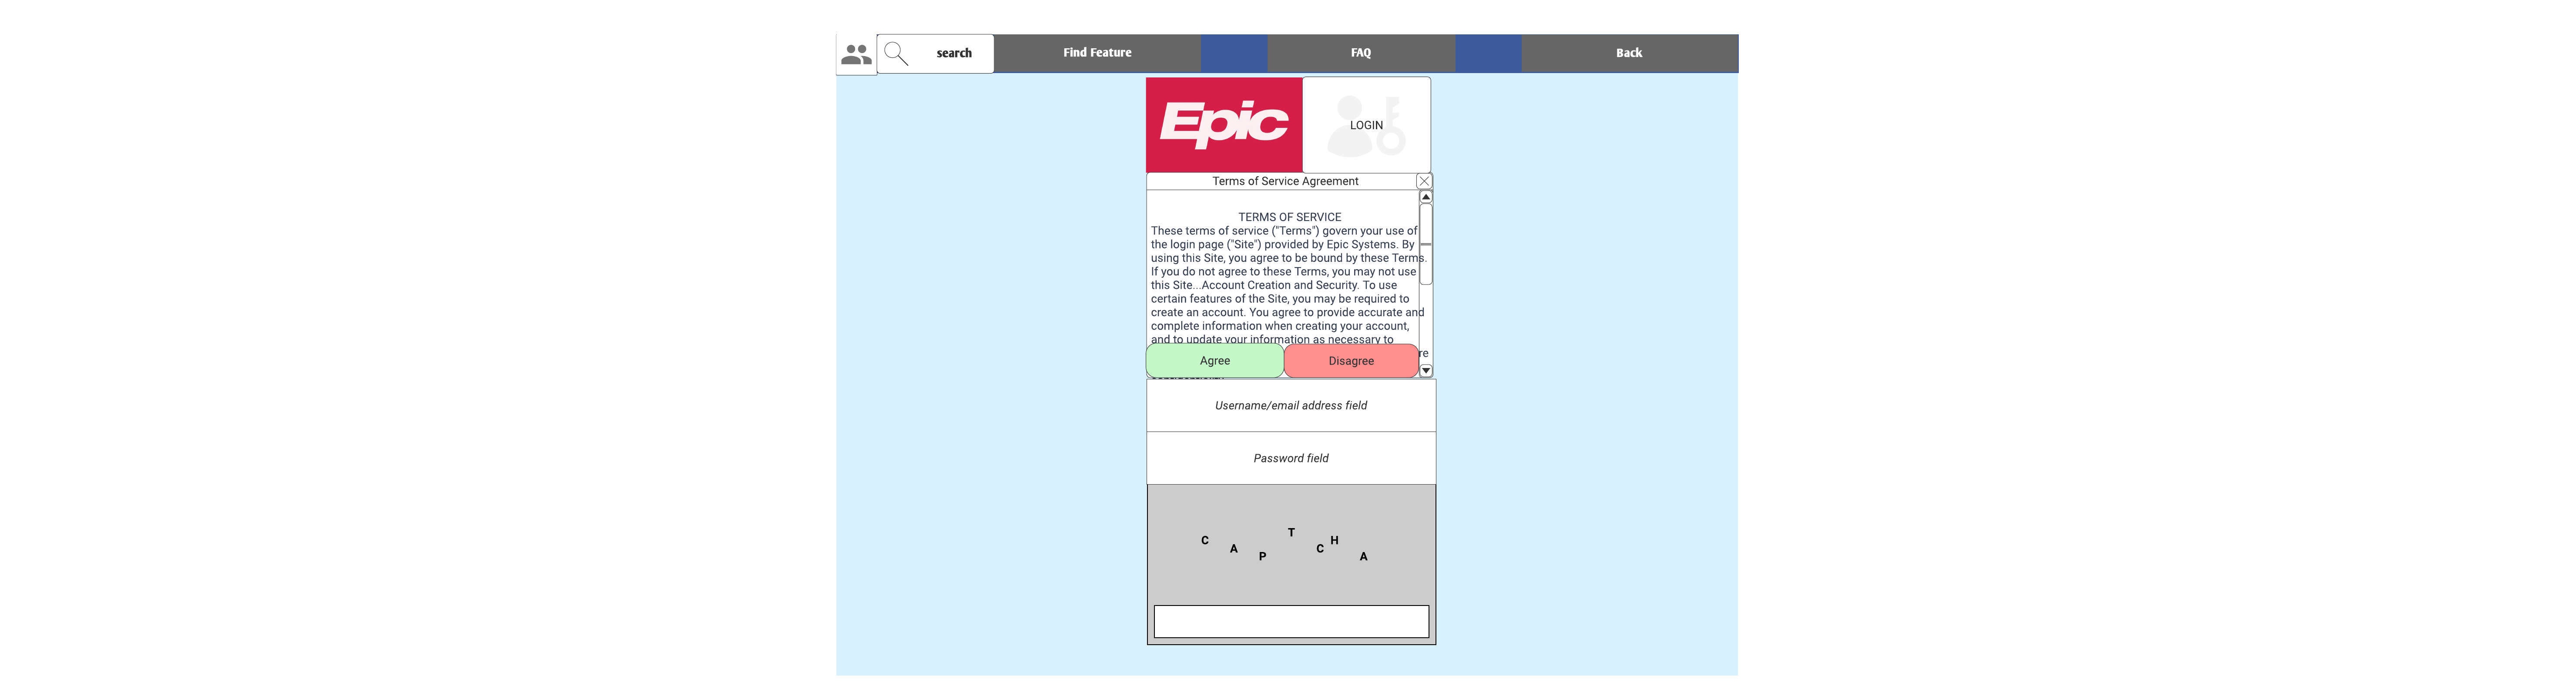 search
Find Feature
FAQ
Back
Epic
LOGIN
Terms of Service Agreement
TERMS OF SERVICE
These terms of service ("Terms") govern your use of
the login page ("Site") provided by Epic Systems. By
using this Site, you agree to be bound by these Terms.
If you do not agree to these Terms, you may not use
this Site...Account Creation and Security. To use
certain features of the Site, you may be required to
create an account. You agree to provide accurate and
complete information when creating your account,
and to update your information as necessary to
re
Agree
Disagree
Username/email address field
Password field
C A P T C H A